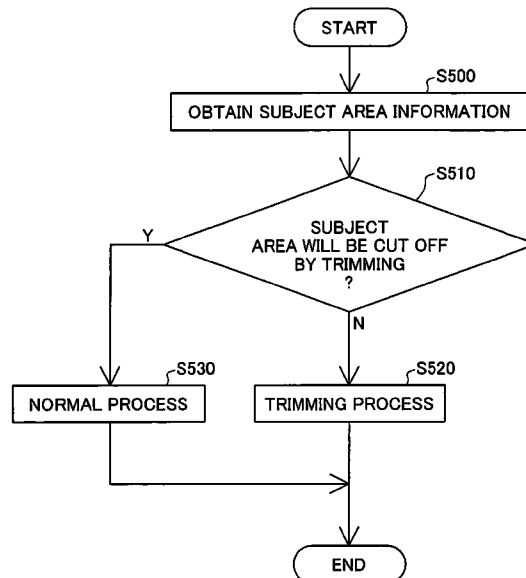 START
S500
OBTAIN SUBJECT AREA INFORMATION
S510
SUBJECT
AREA WILL BE CUT OFF
BY TRIMMING
?
Y
N
S530
NORMAL PROCESS
S520
TRIMMING PROCESS
END